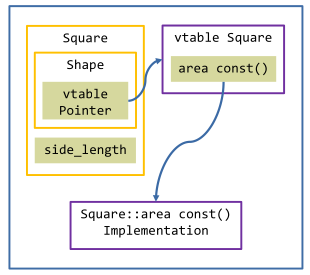 Square
Shape
vtable
Pointer
side_length
vtable Square
area const()
Square::area const()
Implementation